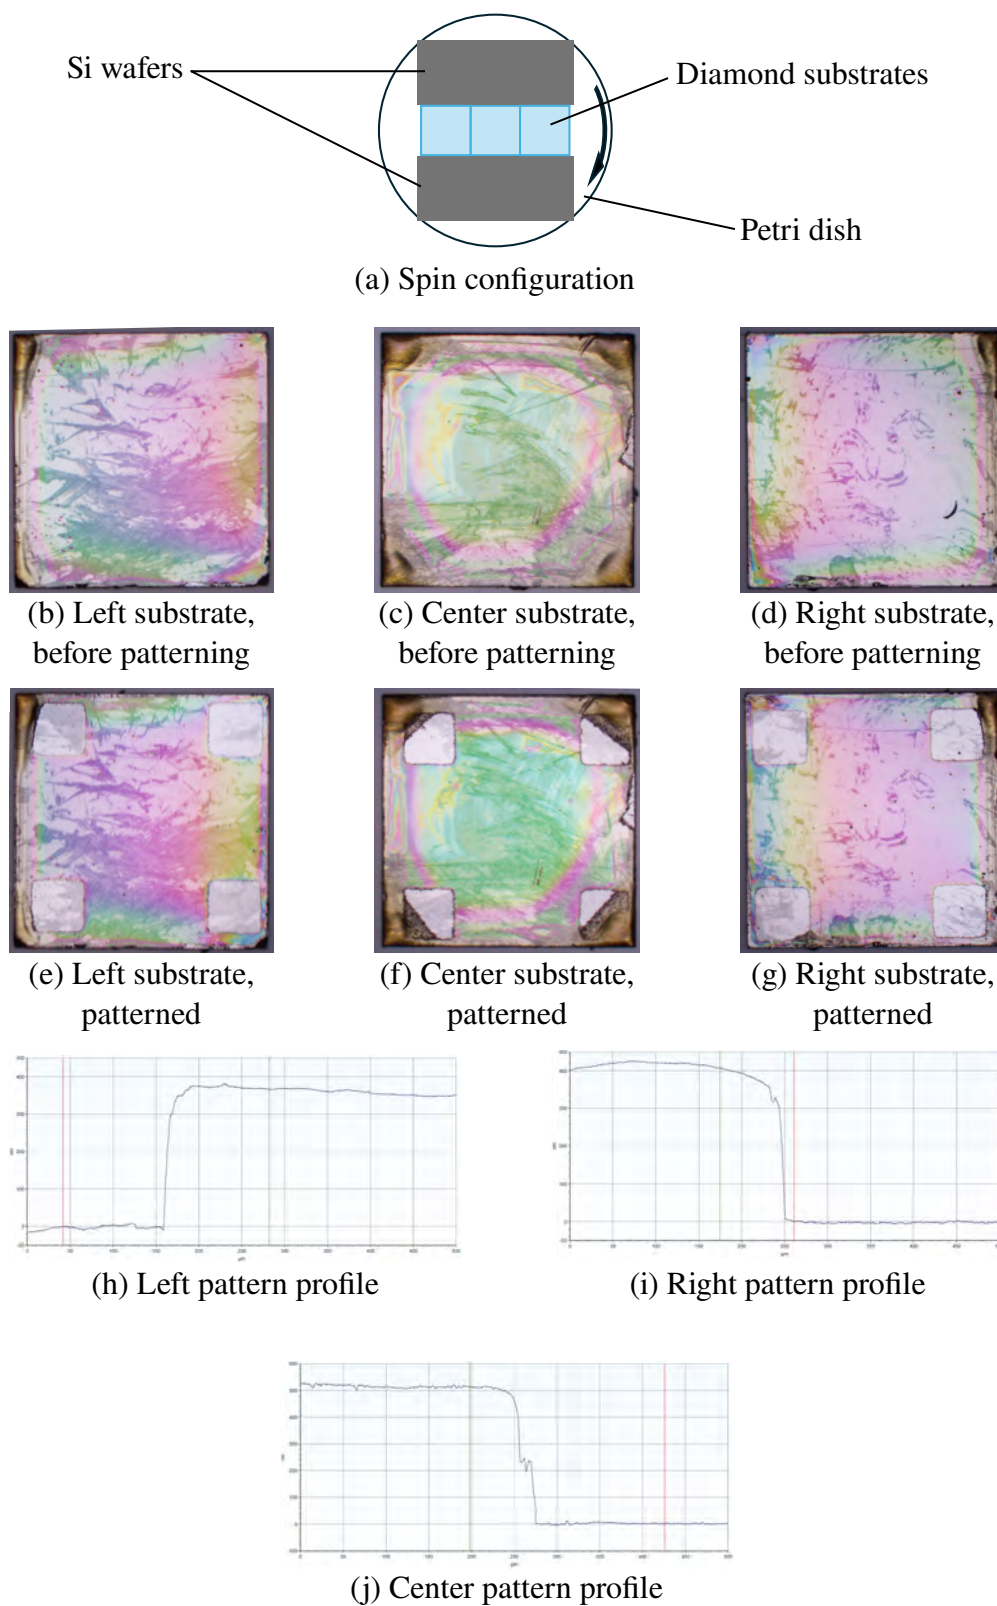 Si wafers
Diamond substrates
Petri dish
(a) Spin configuration
(b) Left substrate,
before patterning
(c) Center substrate,
before patterning
(d) Right substrate,
before patterning
(e) Left substrate,
patterned
(f) Center substrate,
patterned
(g) Right substrate,
patterned
(h) Left pattern profile
(i) Right pattern profile
(j) Center pattern profile